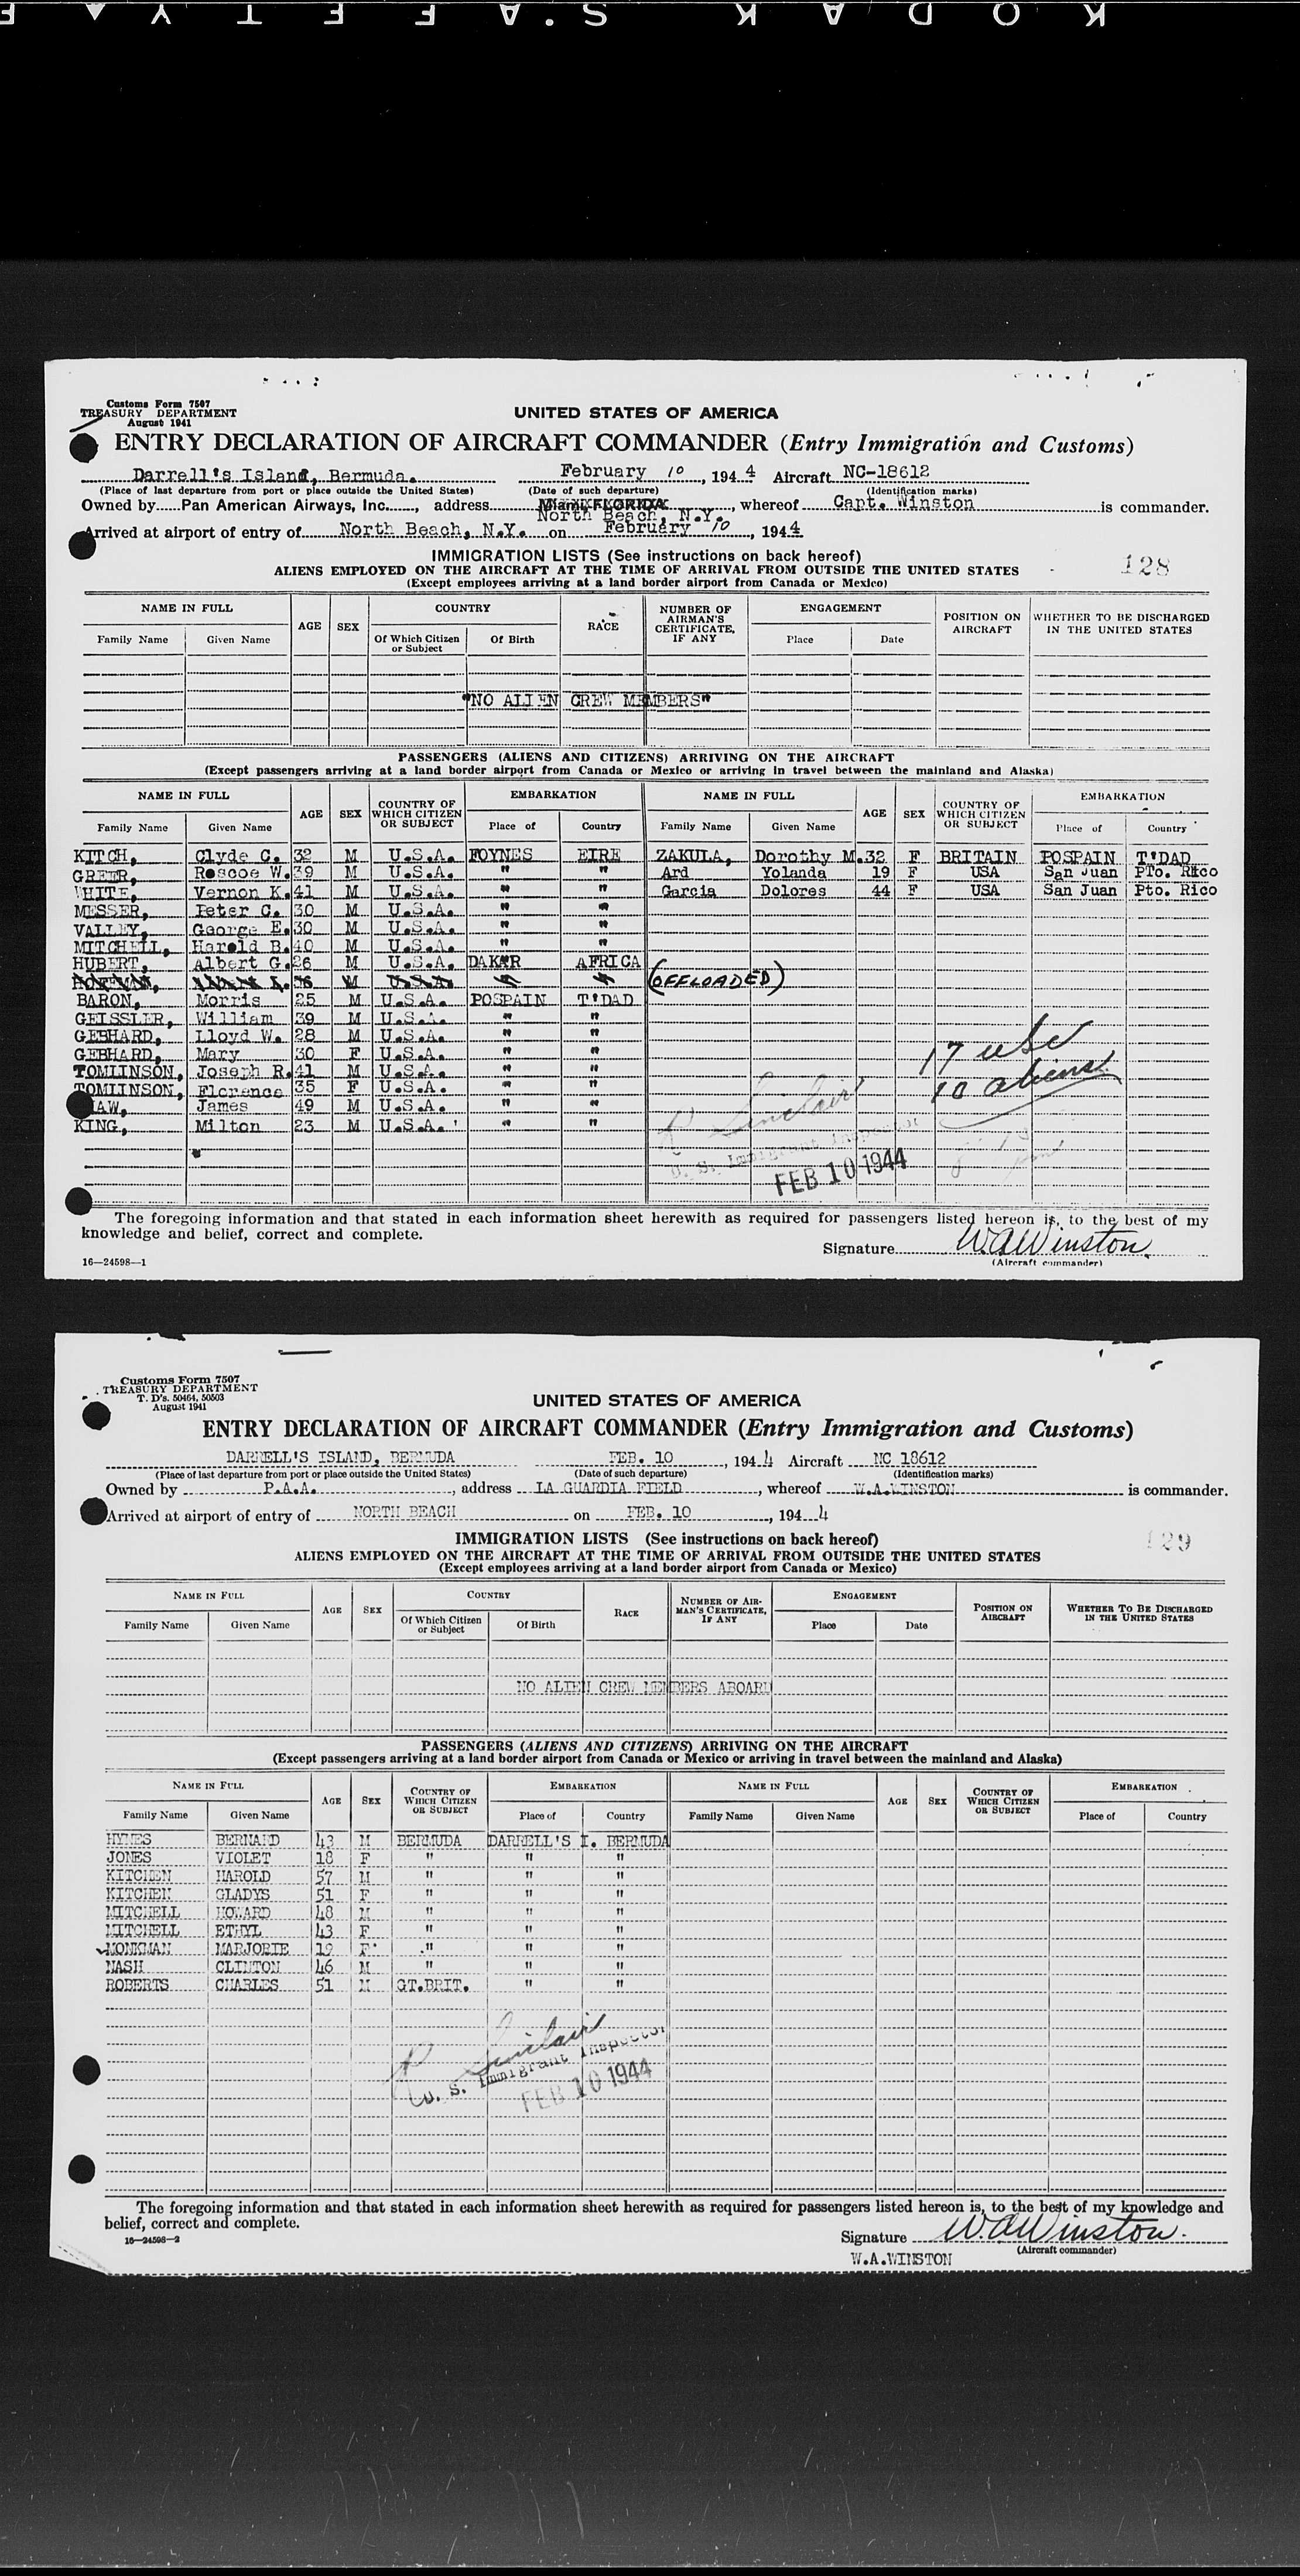 KODAK S.A.F.E.T.Y
Customs Form 7507
TREASURY DEPARTMENT
August 1941
UNITED STATES OF AMERICA
ENTRY DECLARATION OF AIRCRAFT COMMANDER (Entry Immigration and Customs)
Darrell's Island, Bermuda. February 10, 1944 Aircraft NC-18612
(Place of last departure from port or place outside the United States) (Date of such departure) (Identification marks)
Owned by Pan American Airways, Inc., address Miami, FLORIDA, whereof Capt. Winston is commander.
North Beach, N.Y.
Arrived at airport of entry of North Beach, N.Y. on February 10, 1944
IMMIGRATION LISTS (See instructions on back hereof)
128
ALIENS EMPLOYED ON THE AIRCRAFT AT THE TIME OF ARRIVAL FROM OUTSIDE THE UNITED STATES
(Except employees arriving at a land border airport from Canada or Mexico)
NAME IN FULL AGE SEX COUNTRY RACE NUMBER OF AIRMAN'S CERTIFICATE, IF ANY ENGAGEMENT POSITION ON AIRCRAFT WHETHER TO BE DISCHARGED IN THE UNITED STATES
Family Name Given Name Of Which Citizen or Subject Of Birth Place Date
"NO ALIEN CREW MEMBERS"
PASSENGERS (ALIENS AND CITIZENS) ARRIVING ON THE AIRCRAFT
(Except passengers arriving at a land border airport from Canada or Mexico or arriving in travel between the mainland and Alaska)
NAME IN FULL AGE SEX COUNTRY OF WHICH CITIZEN OR SUBJECT EMBARKATION NAME IN FULL AGE SEX COUNTRY OF WHICH CITIZEN OR SUBJECT EMBARKATION
Family Name Given Name Place of Country Family Name Given Name Place of Country
KITCH, Clyde C. 32 M U.S.A. FOYNES EIRE ZAKULA, Dorothy M. 32 F BRITAIN POSPAIN T'DAD
GREER, Roscoe W. 39 M U.S.A. " " Ard Yolanda 19 F USA San Juan PTo. Rico
WHITE, Vernon K. 41 M U.S.A. " " Garcia Dolores 44 F USA San Juan Pto. Rico
MESSER, Peter C. 30 M U.S.A. " "
VALLEY, George E. 30 M U.S.A. " "
MITCHELL, Harold B. 40 M U.S.A. " "
HUBERT, Albert G. 26 M U.S.A. DAKAR AFRICA
M U.S.A. (OFFLOADED)
BARON, Morris 25 M U.S.A. POSPAIN T'DAD
GEISSLER, William 39 M U.S.A. " "
GEBHARD, Lloyd W. 28 M U.S.A. " "
GEBHARD, Mary 30 F U.S.A. " "
TOMLINSON, Joseph R. 41 M U.S.A. " "
TOMLINSON, Florence 35 F U.S.A. " "
AW, James 49 M U.S.A. " "
KING, Milton 23 M U.S.A. " "
17 usc
10 aliens
R Sinclair
U. S. Immigrant Inspector
FEB 10 1944
The foregoing information and that stated in each information sheet herewith as required for passengers listed hereon is, to the best of my
knowledge and belief, correct and complete.
Signature W.A.Winston
16—24598—1 (Aircraft commander)
Customs Form 7507
TREASURY DEPARTMENT
T. D's. 50464, 50503
August 1941
UNITED STATES OF AMERICA
ENTRY DECLARATION OF AIRCRAFT COMMANDER (Entry Immigration and Customs)
DARRELL'S ISLAND, BERMUDA FEB. 10, 1944 Aircraft NC 18612
(Place of last departure from port or place outside the United States) (Date of such departure) (Identification marks)
Owned by P.A.A., address LA GUARDIA FIELD, whereof W.A.WINSTON is commander.
Arrived at airport of entry of NORTH BEACH on FEB. 10, 1944
IMMIGRATION LISTS (See instructions on back hereof)
129
ALIENS EMPLOYED ON THE AIRCRAFT AT THE TIME OF ARRIVAL FROM OUTSIDE THE UNITED STATES
(Except employees arriving at a land border airport from Canada or Mexico)
NAME IN FULL AGE SEX COUNTRY RACE NUMBER OF AIRMAN'S CERTIFICATE, IF ANY ENGAGEMENT POSITION ON AIRCRAFT WHETHER TO BE DISCHARGED IN THE UNITED STATES
Family Name Given Name Of Which Citizen or Subject Of Birth Place Date
NO ALIEN CREW MEMBERS ABOARD
PASSENGERS (ALIENS AND CITIZENS) ARRIVING ON THE AIRCRAFT
(Except passengers arriving at a land border airport from Canada or Mexico or arriving in travel between the mainland and Alaska)
NAME IN FULL AGE SEX COUNTRY OF WHICH CITIZEN OR SUBJECT EMBARKATION NAME IN FULL AGE SEX COUNTRY OF WHICH CITIZEN OR SUBJECT EMBARKATION
Family Name Given Name Place of Country Family Name Given Name Place of Country
HYNES BERNARD 43 M BERMUDA DARRELL'S I. BERMUDA
JONES VIOLET 18 F " " "
KITCHEN HAROLD 57 M " " "
KITCHEN GLADYS 51 F " " "
MITCHELL HOWARD 48 M " " "
MITCHELL ETHYL 43 F " " "
MONKMAN MARJORIE 19 F " " "
NASH CLINTON 46 M " " "
ROBERTS CHARLES 51 M GT.BRIT. " "
R Sinclair
U. S. Immigrant Inspector
FEB 10 1944
The foregoing information and that stated in each information sheet herewith as required for passengers listed hereon is, to the best of my knowledge and
belief, correct and complete.
16—24598—2 Signature W.A.Winston.
(Aircraft commander)
W.A.WINSTON